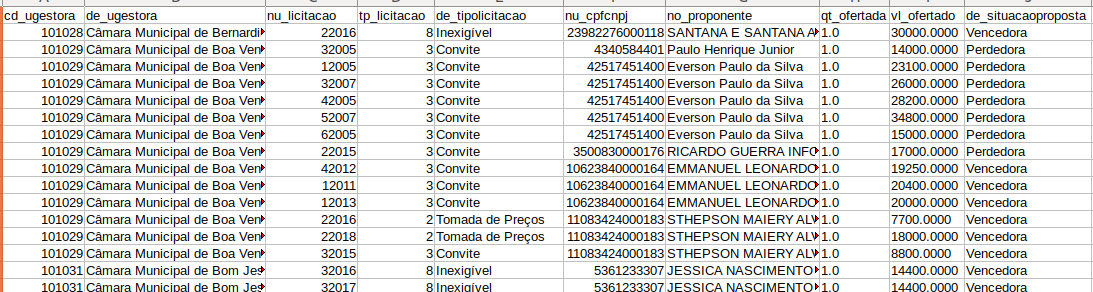 cd_ugestora de_ugestora nu_licitacao tp_licitacao de_tipolicitacao nu_cpfcnpj no_proponente qt_ofertada vl_ofertado de_situacaoproposta
101028 Câmara Municipal de Bernardi 22016 8 Inexigível 23982276000118 SANTANA E SANTANA A 1.0 30000.0000 Vencedora
101029 Câmara Municipal de Boa Ven 32005 3 Convite 4340584401 Paulo Henrique Junior 1.0 14000.0000 Perdedora
101029 Câmara Municipal de Boa Ven 12005 3 Convite 42517451400 Everson Paulo da Silva 1.0 23100.0000 Perdedora
101029 Câmara Municipal de Boa Ven 32007 3 Convite 42517451400 Everson Paulo da Silva 1.0 26000.0000 Perdedora
101029 Câmara Municipal de Boa Ven 42005 3 Convite 42517451400 Everson Paulo da Silva 1.0 28200.0000 Perdedora
101029 Câmara Municipal de Boa Ven 52007 3 Convite 42517451400 Everson Paulo da Silva 1.0 34800.0000 Perdedora
101029 Câmara Municipal de Boa Ven 62005 3 Convite 42517451400 Everson Paulo da Silva 1.0 15000.0000 Perdedora
101029 Câmara Municipal de Boa Ven 22015 3 Convite 3500830000176 RICARDO GUERRA INFO 1.0 17000.0000 Perdedora
101029 Câmara Municipal de Boa Ven 42012 3 Convite 10623840000164 EMMANUEL LEONARDO 1.0 19250.0000 Vencedora
101029 Câmara Municipal de Boa Ven 12011 3 Convite 10623840000164 EMMANUEL LEONARDO 1.0 20400.0000 Vencedora
101029 Câmara Municipal de Boa Ven 12013 3 Convite 10623840000164 EMMANUEL LEONARDO 1.0 20000.0000 Vencedora
101029 Câmara Municipal de Boa Ven 22016 2 Tomada de Preços 11083424000183 STHEPSON MAIERY ALV 1.0 7700.0000 Vencedora
101029 Câmara Municipal de Boa Ven 22018 2 Tomada de Preços 11083424000183 STHEPSON MAIERY ALV 1.0 18000.0000 Vencedora
101029 Câmara Municipal de Boa Ven 32015 3 Convite 11083424000183 STHEPSON MAIERY ALV 1.0 8800.0000 Vencedora
101031 Câmara Municipal de Bom Jes 32016 8 Inexigível 5361233307 JESSICA NASCIMENTO 1.0 14400.0000 Vencedora
101031 Câmara Municipal de Bom Jes 32017 8 Inexigível 5361233307 JESSICA NASCIMENTO 1.0 14400.0000 Vencedora